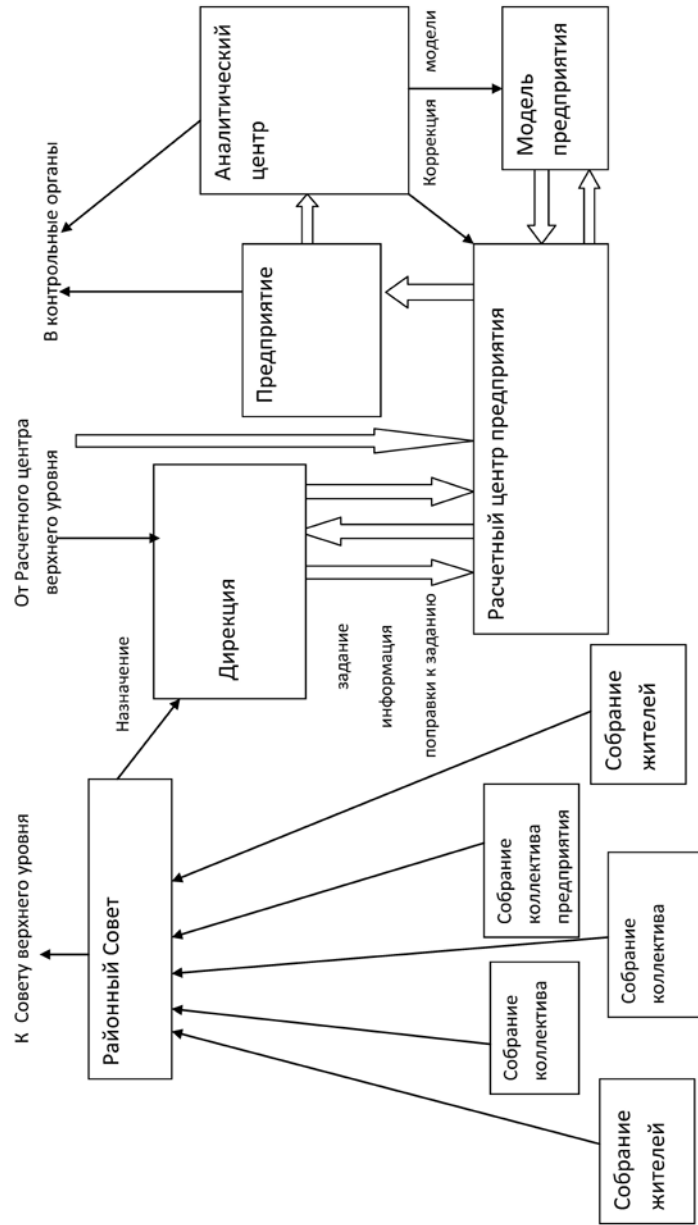 К Совету верхнего уровня
Районный Совет
Назначение
От Расчетного центра
верхнего уровня
Дирекция
В контрольные органы
Предприятие
Аналитический
центр
Коррекция модели
Модель
предприятия
задание
информация
поправки к заданию
Расчетный центр предприятия
Собрание
жителей
Собрание
коллектива
Собрание
коллектива
предприятия
Собрание
коллектива
Собрание
жителей